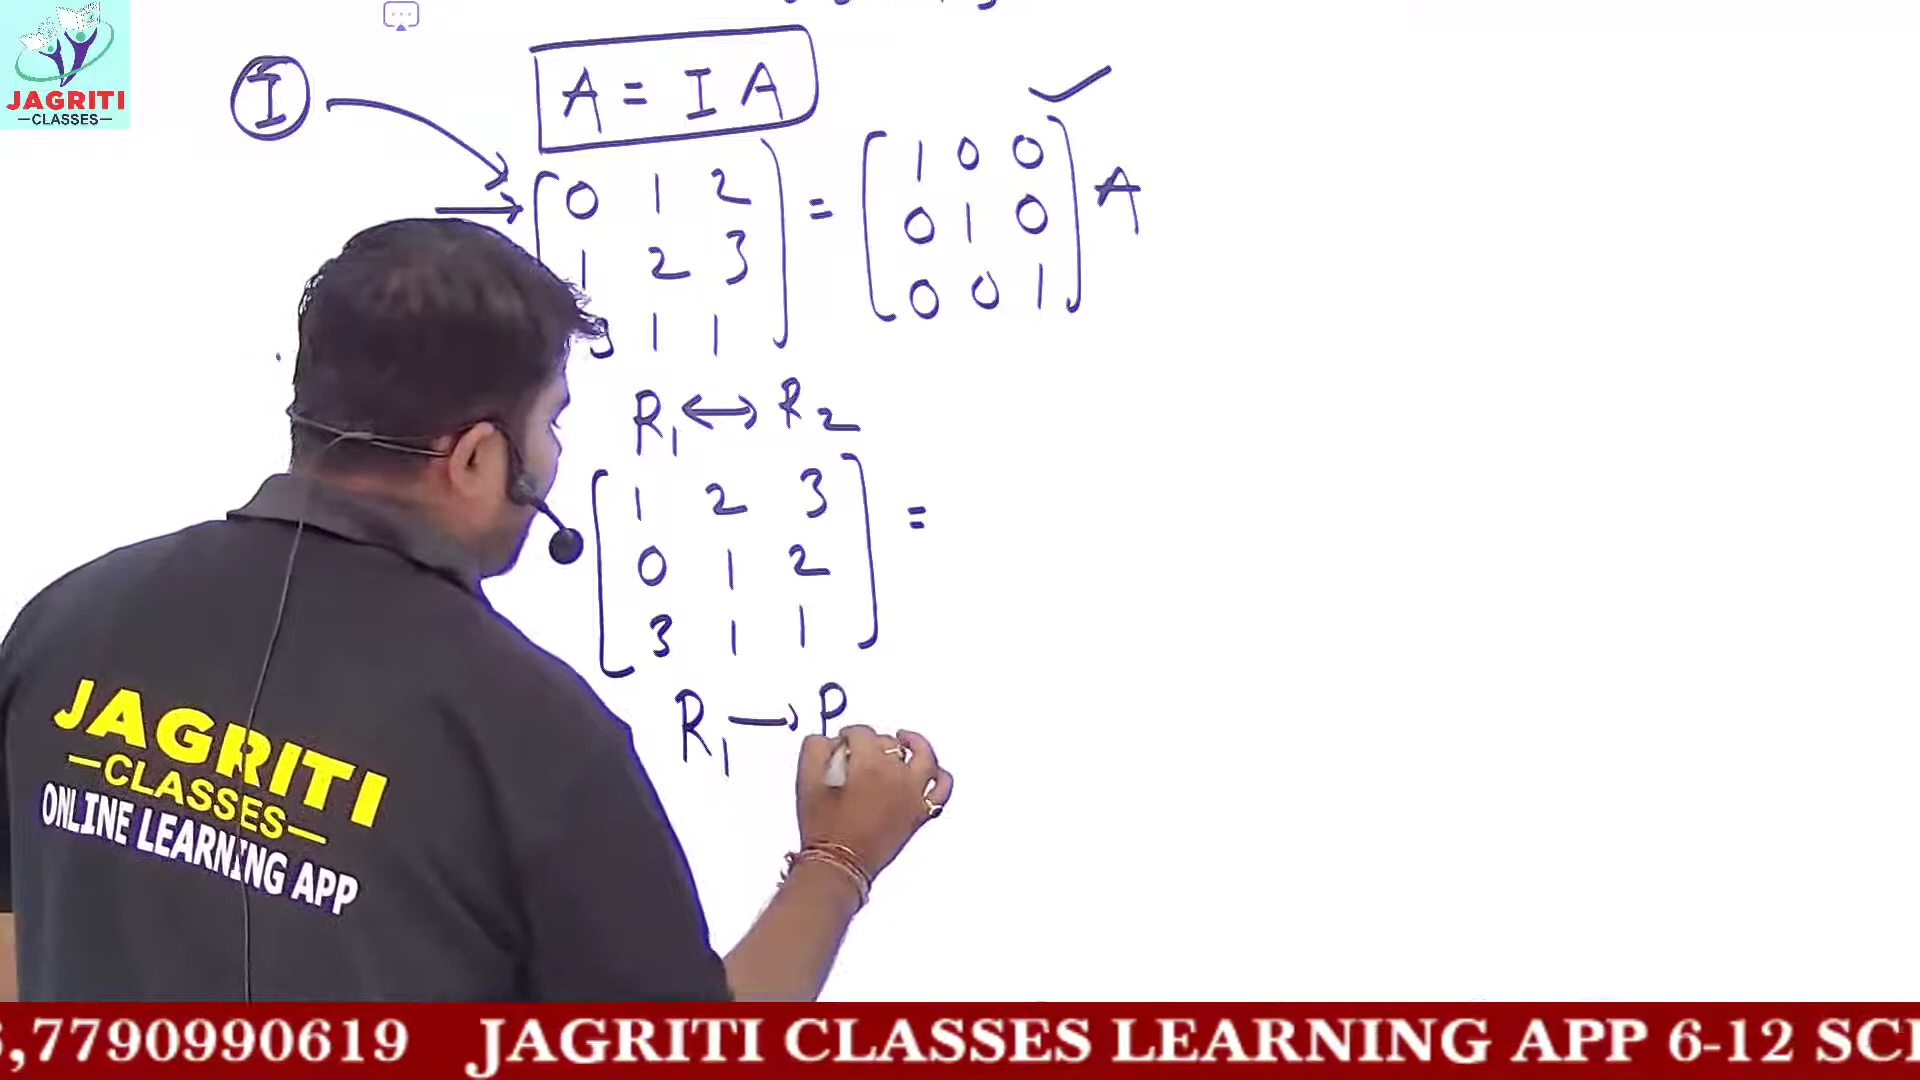 JAGRITI
CLASSES
I
A = I A
0 1 2 = 1 0 0 A
1 2 3 0 1 0
3 1 1 0 0 1
R1 ↔ R2
1 2 3 =
0 1 2
3 1 1
R1 →
JAGRITI
—CLASSES—
ONLINE LEARNING APP
,7790990619 JAGRITI CLASSES LEARNING APP 6-12